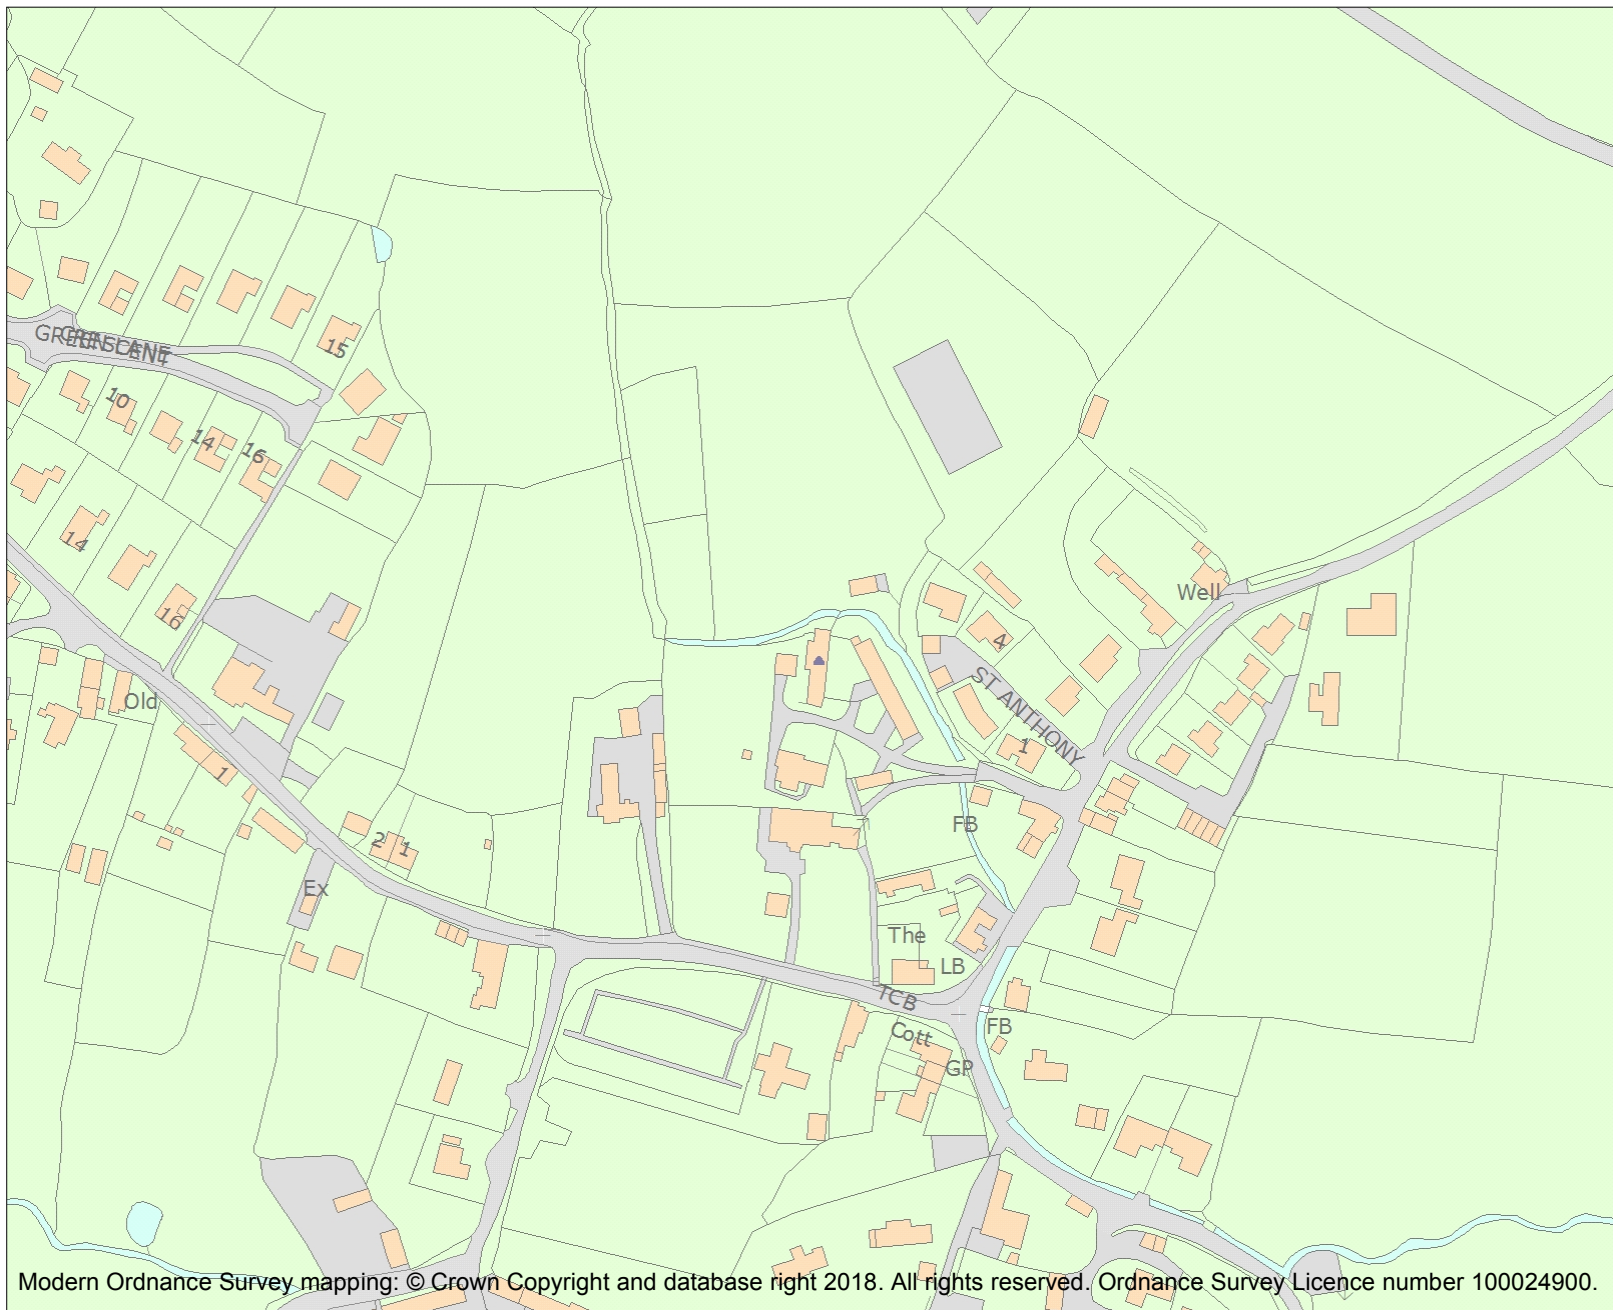 GREEN LANE
CRESCENT
15
10
14
16
14
16
Well
4
ST ANTHONY
1
Old
1
2
1
FB
Ex
The
LB
TCB
FB
Cott
GP
Modern Ordnance Survey mapping: © Crown Copyright and database right 2018. All rights reserved. Ordnance Survey Licence number 100024900.